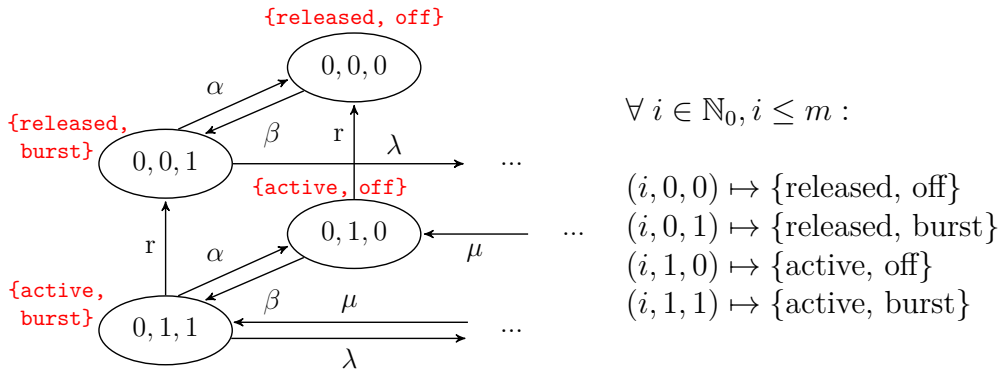 {released, off}
0, 0, 0
α
β
{released,
burst}
0, 0, 1
r
λ
...
{active, off}
0, 1, 0
μ
...
r
α
β
{active,
burst}
0, 1, 1
μ
λ
...
∀ i ∈ ℕ₀, i ≤ m :
(i, 0, 0) ↦ {released, off}
(i, 0, 1) ↦ {released, burst}
(i, 1, 0) ↦ {active, off}
(i, 1, 1) ↦ {active, burst}